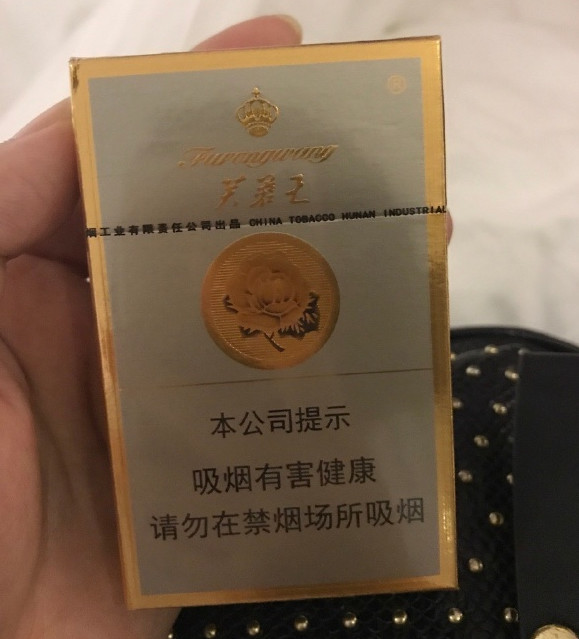 ®
Furongwang
芙蓉王
烟工业有限责任公司出品 CHINA TOBACCO HUNAN INDUSTRIAL
本公司提示
吸烟有害健康
请勿在禁烟场所吸烟